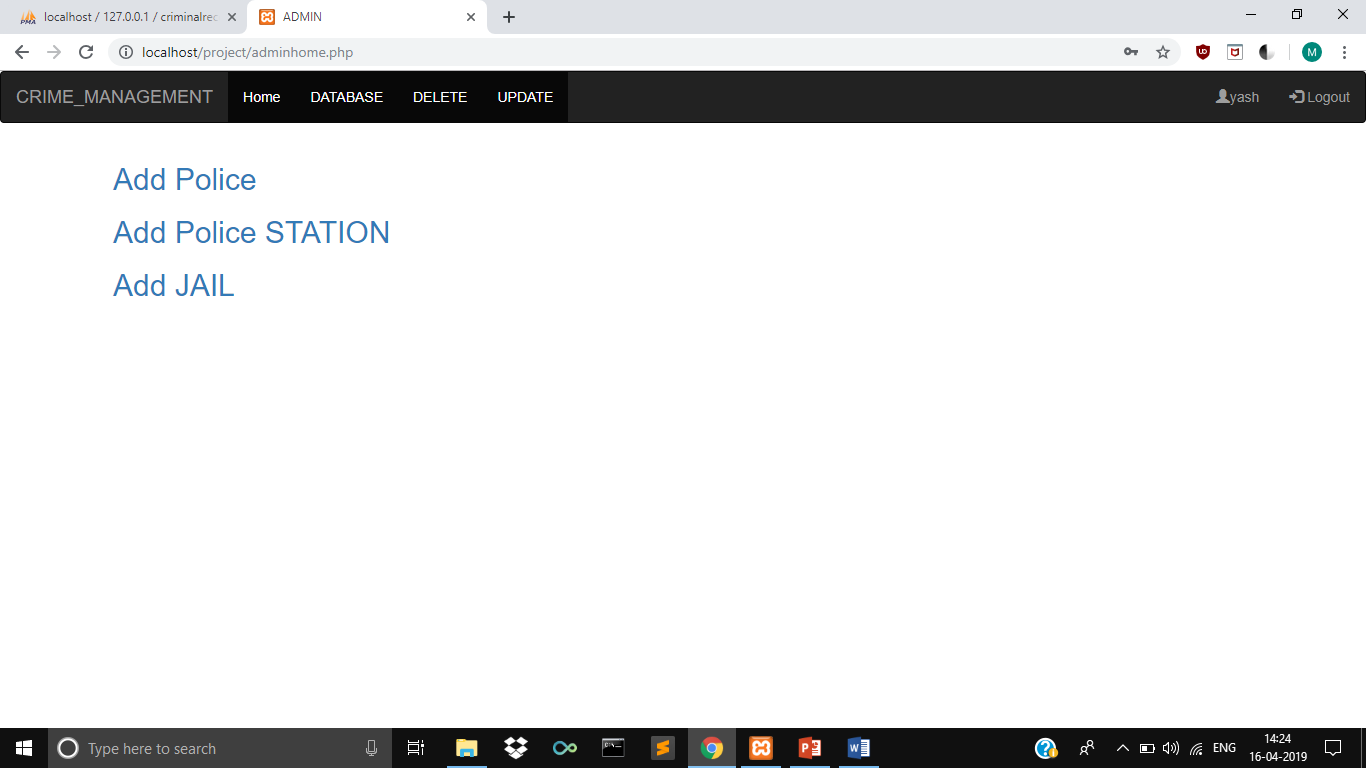 PMA localhost / 127.0.0.1 / criminalrec
ADMIN
localhost/project/adminhome.php
M
CRIME_MANAGEMENT Home DATABASE DELETE UPDATE yash Logout
Add Police
Add Police STATION
Add JAIL
Type here to search
ENG
14:24
16-04-2019